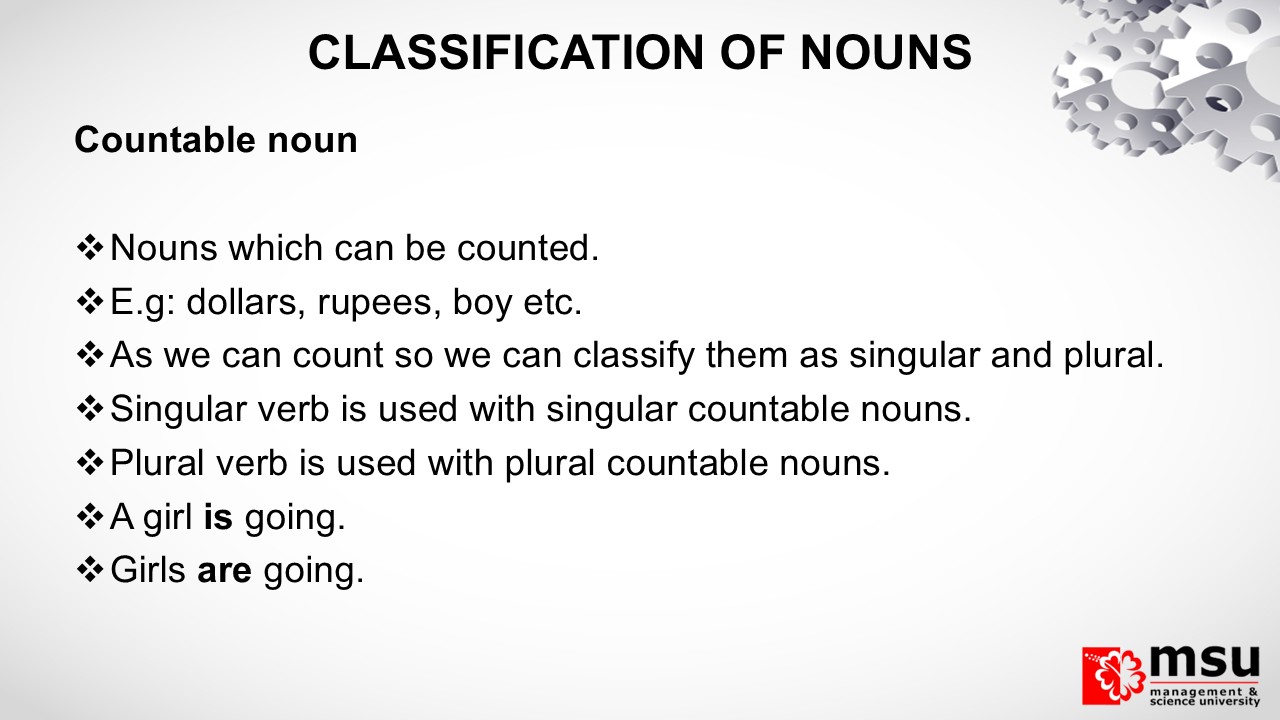 CLASSIFICATION OF NOUNS
Countable noun
❖Nouns which can be counted.
❖E.g: dollars, rupees, boy etc.
❖As we can count so we can classify them as singular and plural.
❖Singular verb is used with singular countable nouns.
❖Plural verb is used with plural countable nouns.
❖A girl is going.
❖Girls are going.
msu
management &
science university